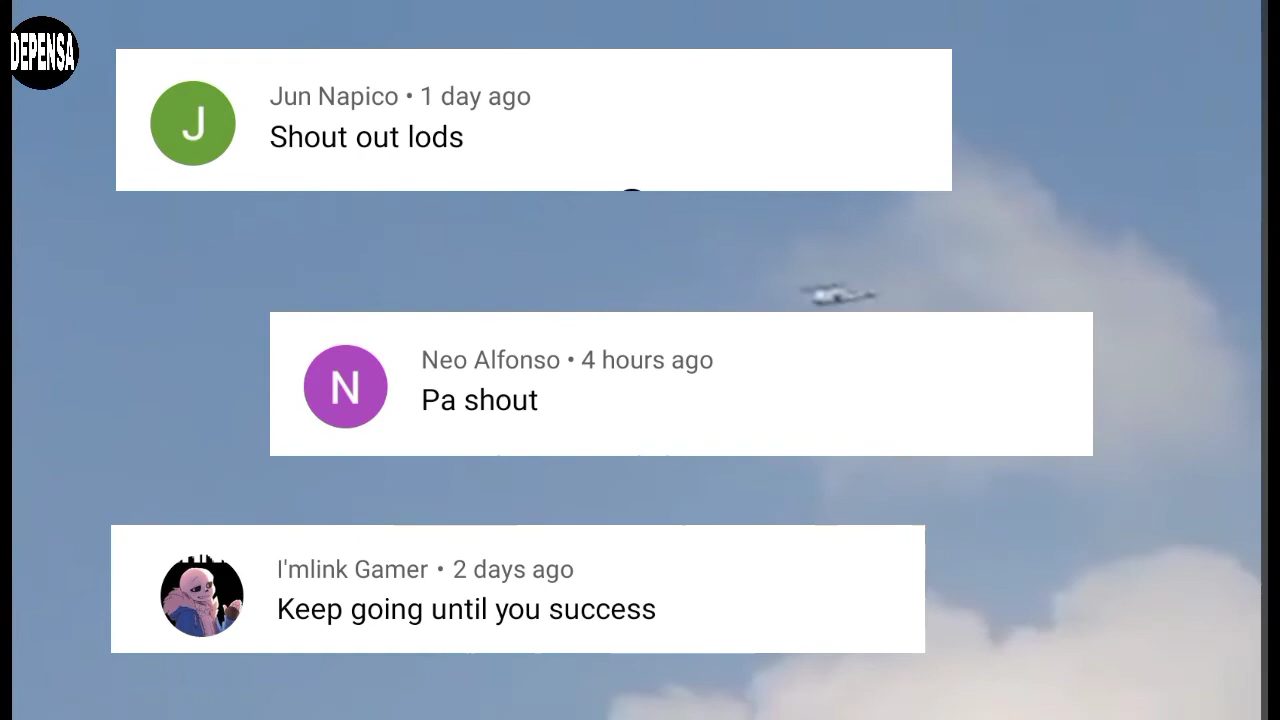 DEPENSA
Jun Napico • 1 day ago
J
Shout out lods
Neo Alfonso • 4 hours ago
N
Pa shout
I'mlink Gamer • 2 days ago
Keep going until you success